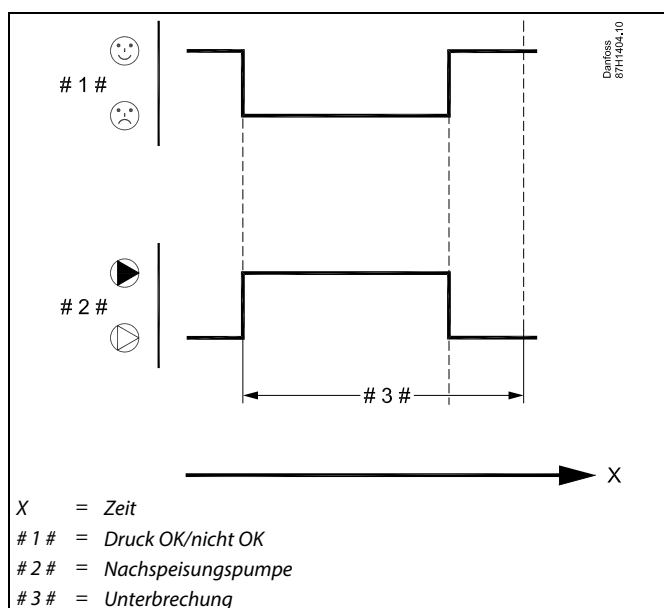 Danfoss
87H1404.10
# 1 #
# 2 #
# 3 #
X
X = Zeit
# 1 # = Druck OK/nicht OK
# 2 # = Nachspeisungspumpe
# 3 # = Unterbrechung